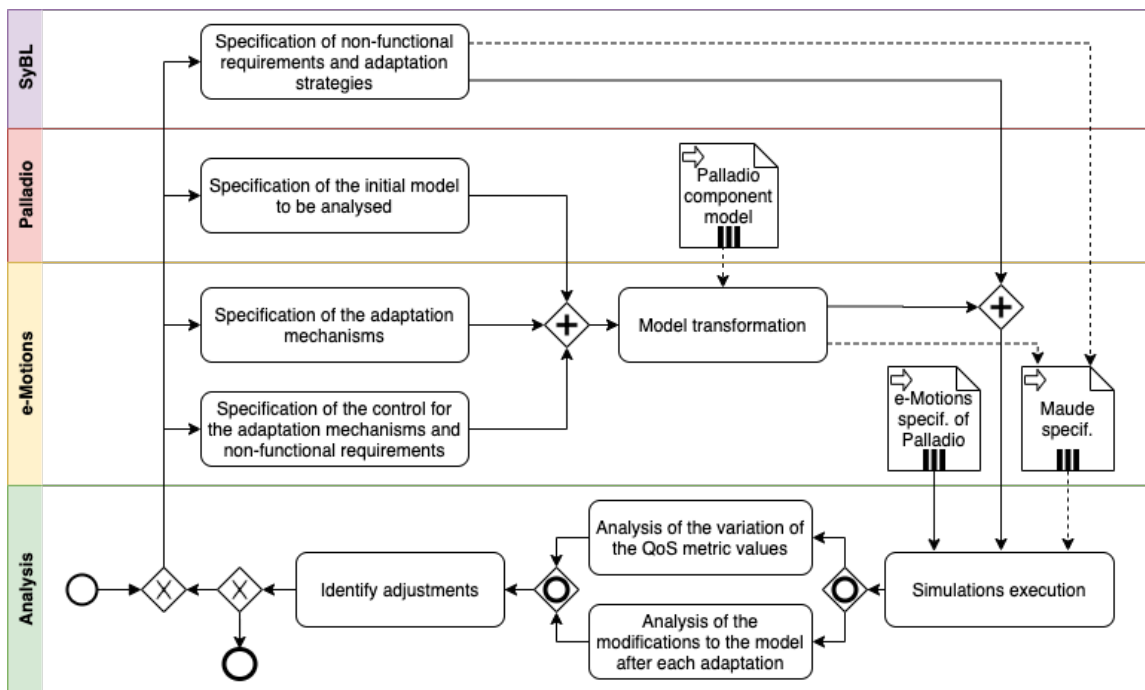 SyBL
Specification of non-functional
requirements and adaptation
strategies
Palladio
Specification of the initial model
to be analysed
Palladio
component
model
e-Motions
Specification of the adaptation
mechanisms
Model transformation
Specification of the control for
the adaptation mechanisms and
non-functional requirements
e-Motions
specif. of
Palladio
Maude
specif.
Analysis
Analysis of the variation of
the QoS metric values
Identify adjustments
Simulations execution
Analysis of the
modifications to the model
after each adaptation